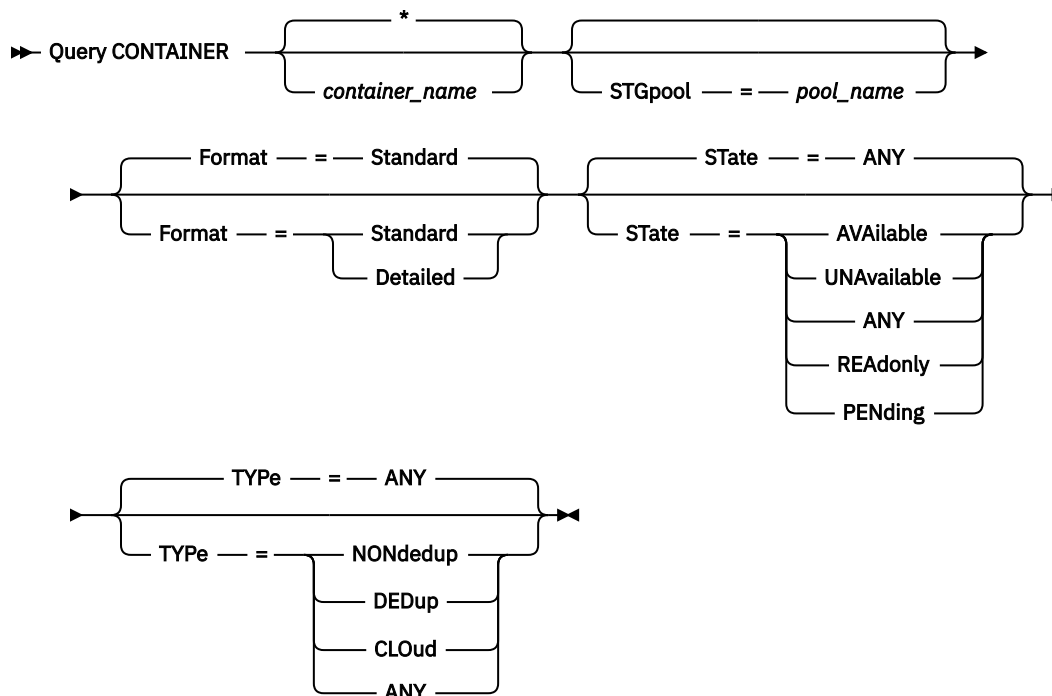 *
Query CONTAINER
container_name
STGpool = pool_name
Format = Standard
STate = ANY
Format = Standard
STate = AVAilable
Detailed
UNAvailable
ANY
REAdonly
PENding
TYPe = ANY
TYPe = NONdedup
DEDup
CLOud
ANY